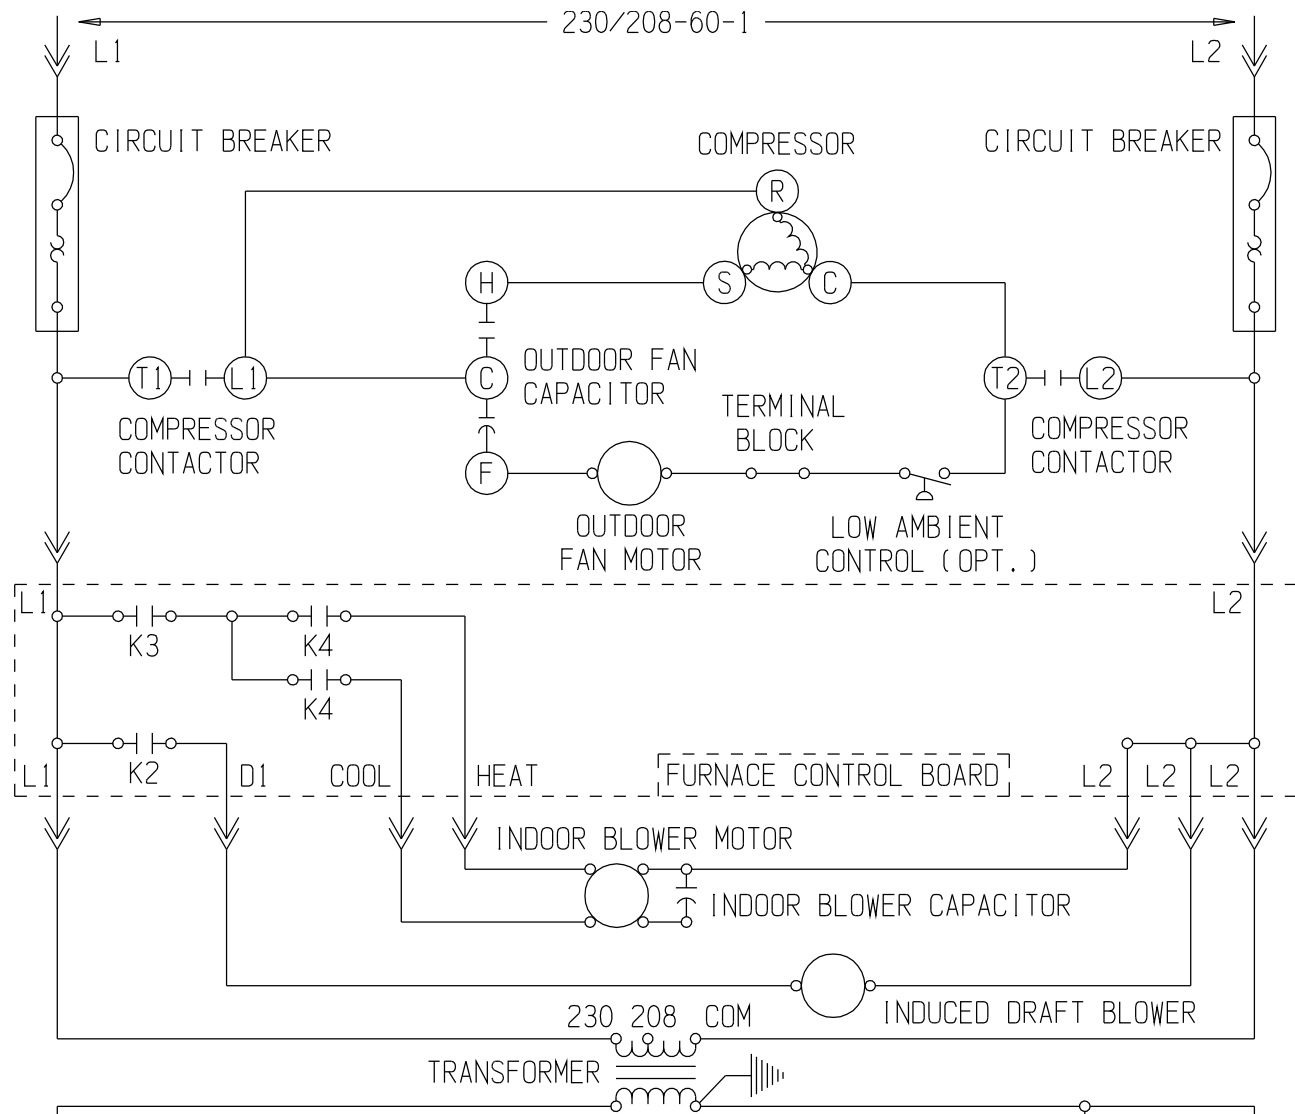 230/208-60-1
L1
L2
CIRCUIT BREAKER
COMPRESSOR
CIRCUIT BREAKER
R
H
S
C
T1
L1
C
OUTDOOR FAN
CAPACITOR
T2
L2
COMPRESSOR
CONTACTOR
TERMINAL
BLOCK
COMPRESSOR
CONTACTOR
F
OUTDOOR
FAN MOTOR
LOW AMBIENT
CONTROL (OPT.)
L1
L2
K3
K4
K4
L1
K2
D1
COOL
HEAT
FURNACE CONTROL BOARD
L2
L2
L2
INDOOR BLOWER MOTOR
INDOOR BLOWER CAPACITOR
INDUCED DRAFT BLOWER
230 208 COM
TRANSFORMER